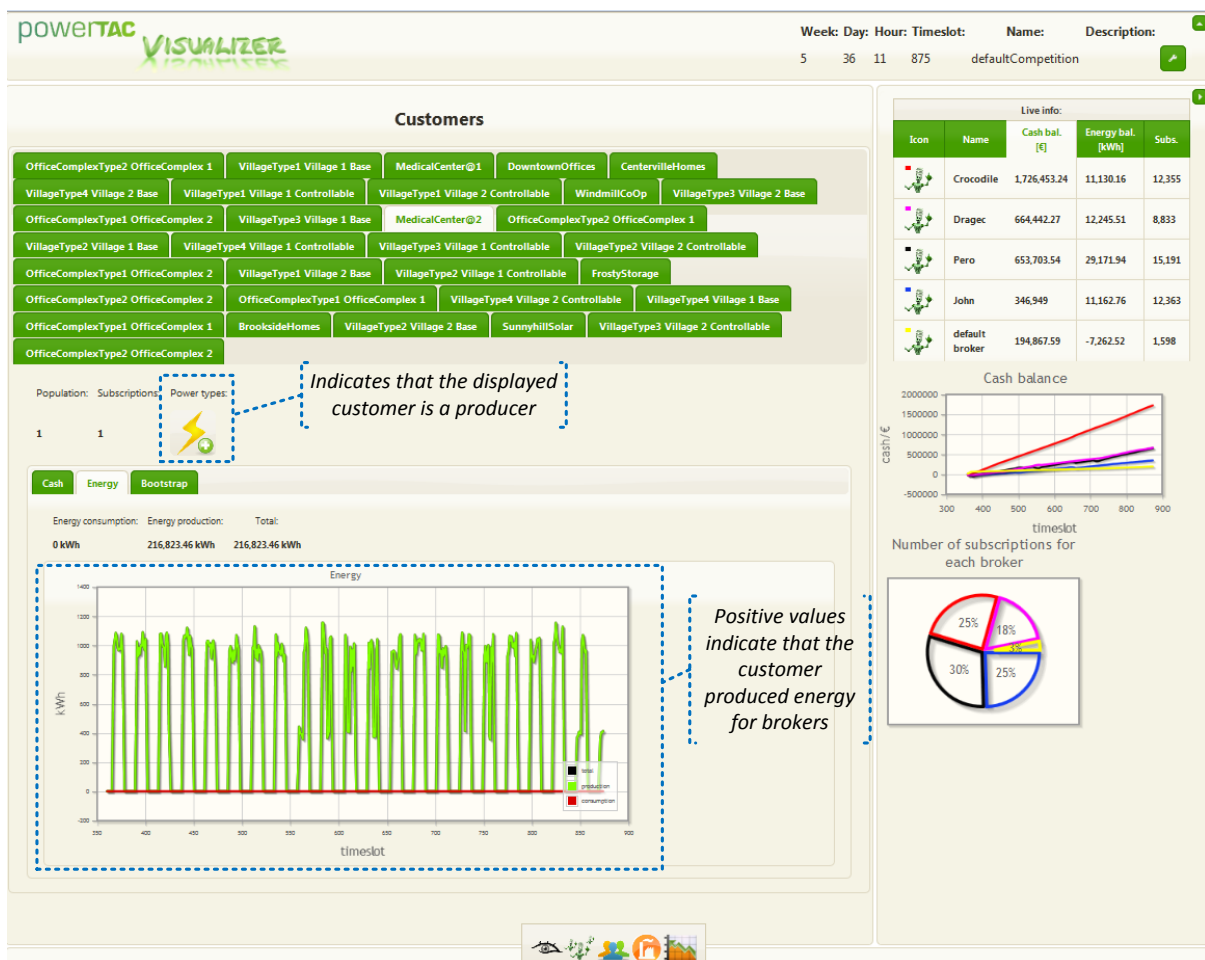 powerTAC
VISUALIZER
Week: Day: Hour: Timeslot: Name: Description:
5 36 11 875 defaultCompetition
Customers
OfficeComplexType2 OfficeComplex 1 VillageType1 Village 1 Base MedicalCenter@1 DowntownOffices CentervilleHomes
VillageType4 Village 2 Base VillageType1 Village 1 Controllable VillageType1 Village 2 Controllable WindmillCoOp VillageType3 Village 2 Base
OfficeComplexType1 OfficeComplex 2 VillageType3 Village 1 Base MedicalCenter@2 OfficeComplexType2 OfficeComplex 1
VillageType2 Village 1 Base VillageType4 Village 1 Controllable VillageType3 Village 1 Controllable VillageType2 Village 2 Controllable
OfficeComplexType1 OfficeComplex 2 VillageType1 Village 2 Base VillageType2 Village 1 Controllable FrostyStorage
OfficeComplexType2 OfficeComplex 2 OfficeComplexType1 OfficeComplex 1 VillageType4 Village 2 Controllable VillageType4 Village 1 Base
OfficeComplexType1 OfficeComplex 1 BrooksideHomes VillageType2 Village 2 Base SunnyhillSolar VillageType3 Village 2 Controllable
OfficeComplexType2 OfficeComplex 2
Population: Subscriptions: Power types:
1 1
Indicates that the displayed
customer is a producer
Cash Energy Bootstrap
Energy consumption: Energy production: Total:
0 kWh 216,823.46 kWh 216,823.46 kWh
Energy
1400
1200
1000
800
600
400
200
0
-200
kWh
350 400 450 500 550 600 650 700 750 800 850 900
timeslot
total
production
consumption
Positive values
indicate that the
customer
produced energy
for brokers
Live info:
Icon Name Cash bal. [€] Energy bal. [kWh] Subs.
Crocodile 1,726,453.24 11,130.16 12,355
Dragec 664,442.27 12,245.51 8,833
Pero 653,703.54 29,171.94 15,191
John 346,949 11,162.76 12,363
default broker 194,867.59 -7,262.52 1,598
Cash balance
2000000
1500000
1000000
500000
0
-500000
cash/€
300 400 500 600 700 800 900
timeslot
Number of subscriptions for
each broker
25% 18%
3%
30% 25%